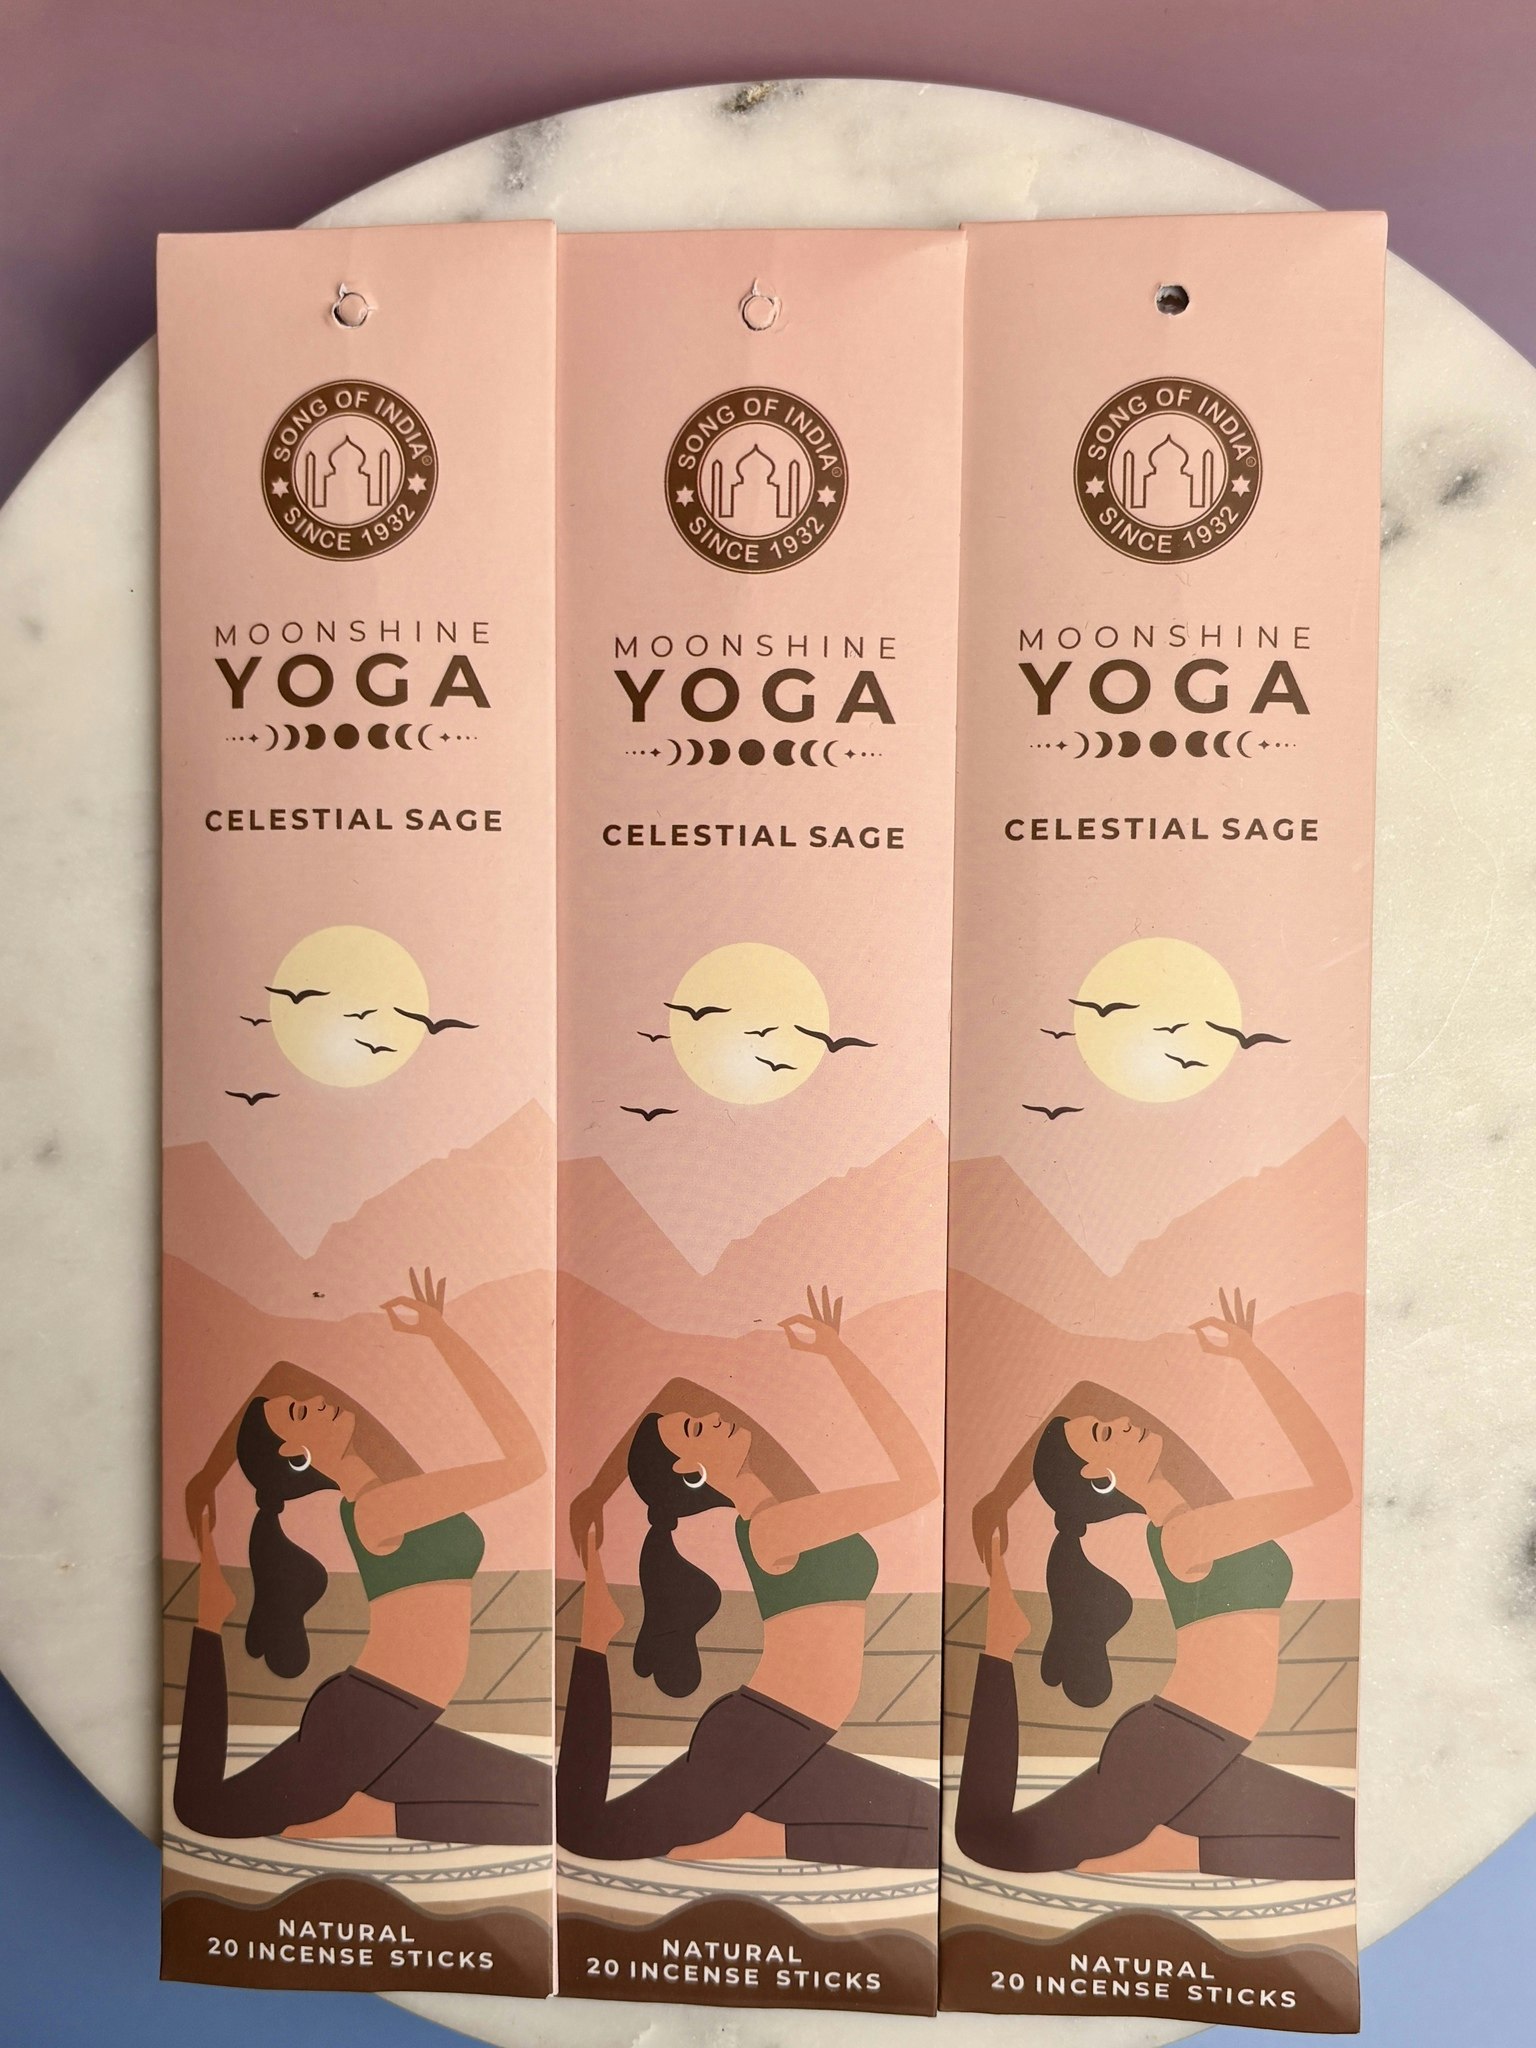 SONG OF INDIA®
SINCE 1932
MOONSHINE
YOGA
CELESTIAL SAGE
NATURAL
20 INCENSE STICKS
SONG OF INDIA®
SINCE 1932
MOONSHINE
YOGA
CELESTIAL SAGE
NATURAL
20 INCENSE STICKS
SONG OF INDIA®
SINCE 1932
MOONSHINE
YOGA
CELESTIAL SAGE
NATURAL
20 INCENSE STICKS